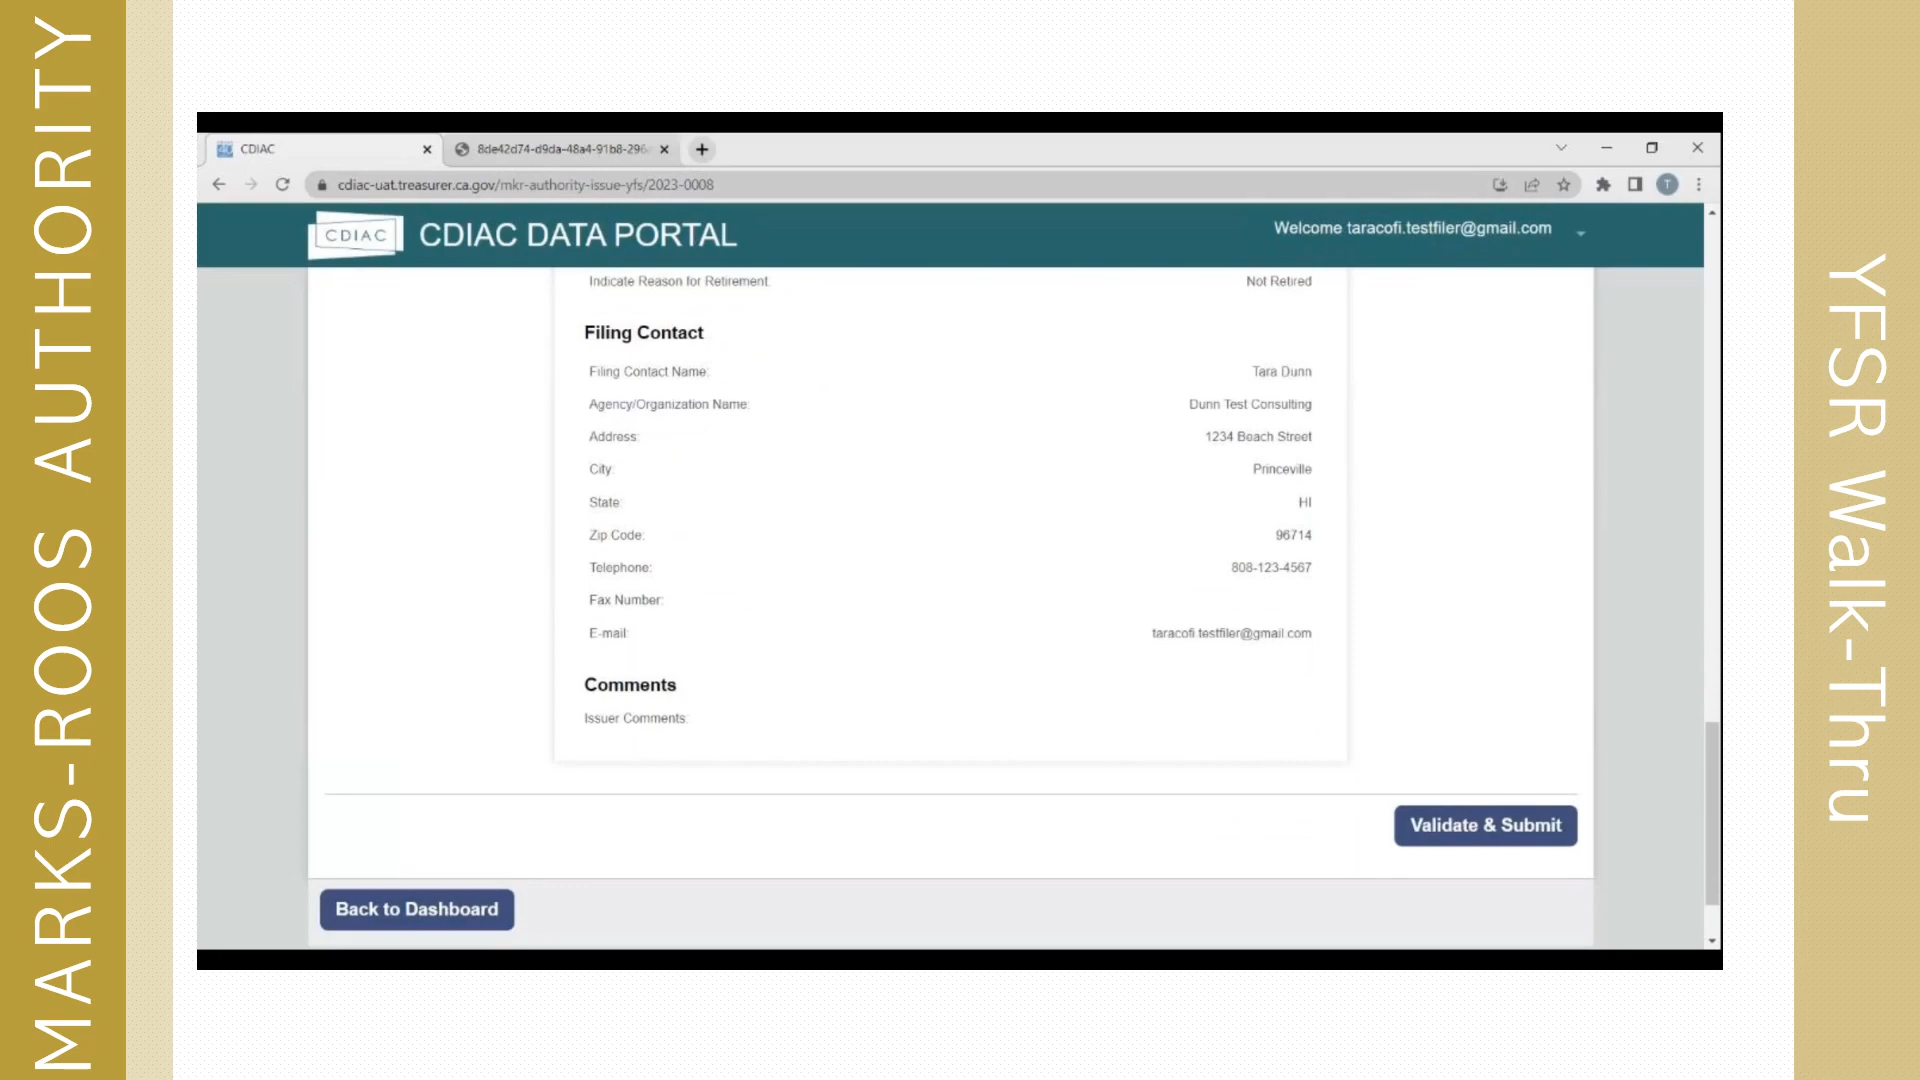 MARKS-ROOS AUTHORITY
CDIAC
8de42d74-d9da-48a4-91b8-296
cdiac-uat.treasurer.ca.gov/mkr-authority-issue-yfs/2023-0008
T
CDIAC
CDIAC DATA PORTAL
Welcome taracofi.testfiler@gmail.com
Indicate Reason for Retirement: Not Retired
Filing Contact
Filing Contact Name: Tara Dunn
Agency/Organization Name: Dunn Test Consulting
Address: 1234 Beach Street
City: Princeville
State: HI
Zip Code: 96714
Telephone: 808-123-4567
Fax Number:
E-mail: taracofi.testfiler@gmail.com
Comments
Issuer Comments:
Validate & Submit
Back to Dashboard
YFSR Walk-Thru